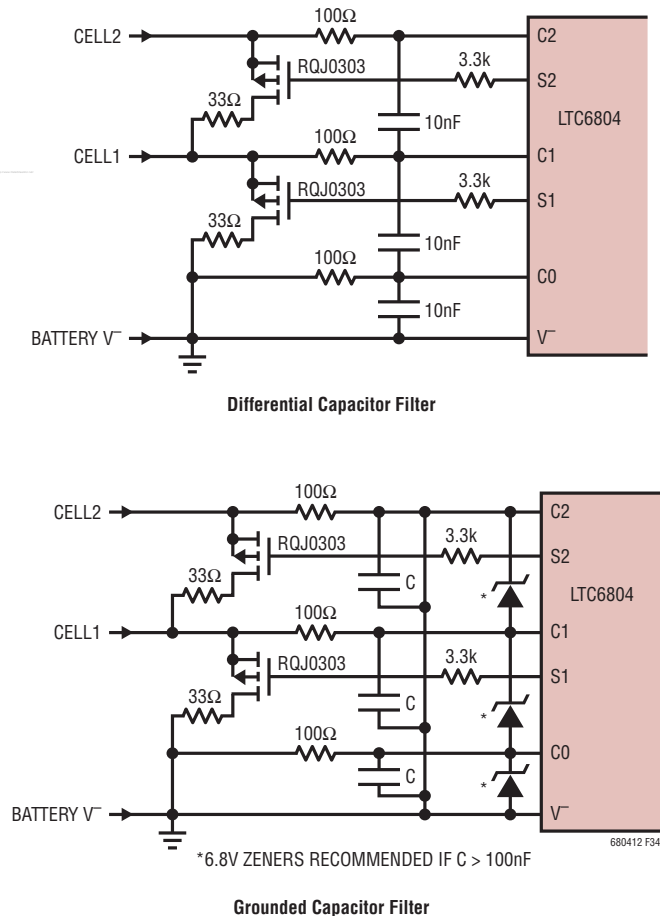 100Ω
CELL2
C2
RQJ0303
3.3k
S2
33Ω
LTC6804
10nF
100Ω
CELL1
C1
RQJ0303
3.3k
S1
33Ω
10nF
100Ω
C0
10nF
BATTERY V–
V–
Differential Capacitor Filter
100Ω
CELL2
C2
RQJ0303
3.3k
S2
33Ω
C
*
LTC6804
100Ω
CELL1
C1
RQJ0303
3.3k
S1
33Ω
C
*
100Ω
C0
C
*
BATTERY V–
V–
680412 F34
*6.8V ZENERS RECOMMENDED IF C > 100nF
Grounded Capacitor Filter